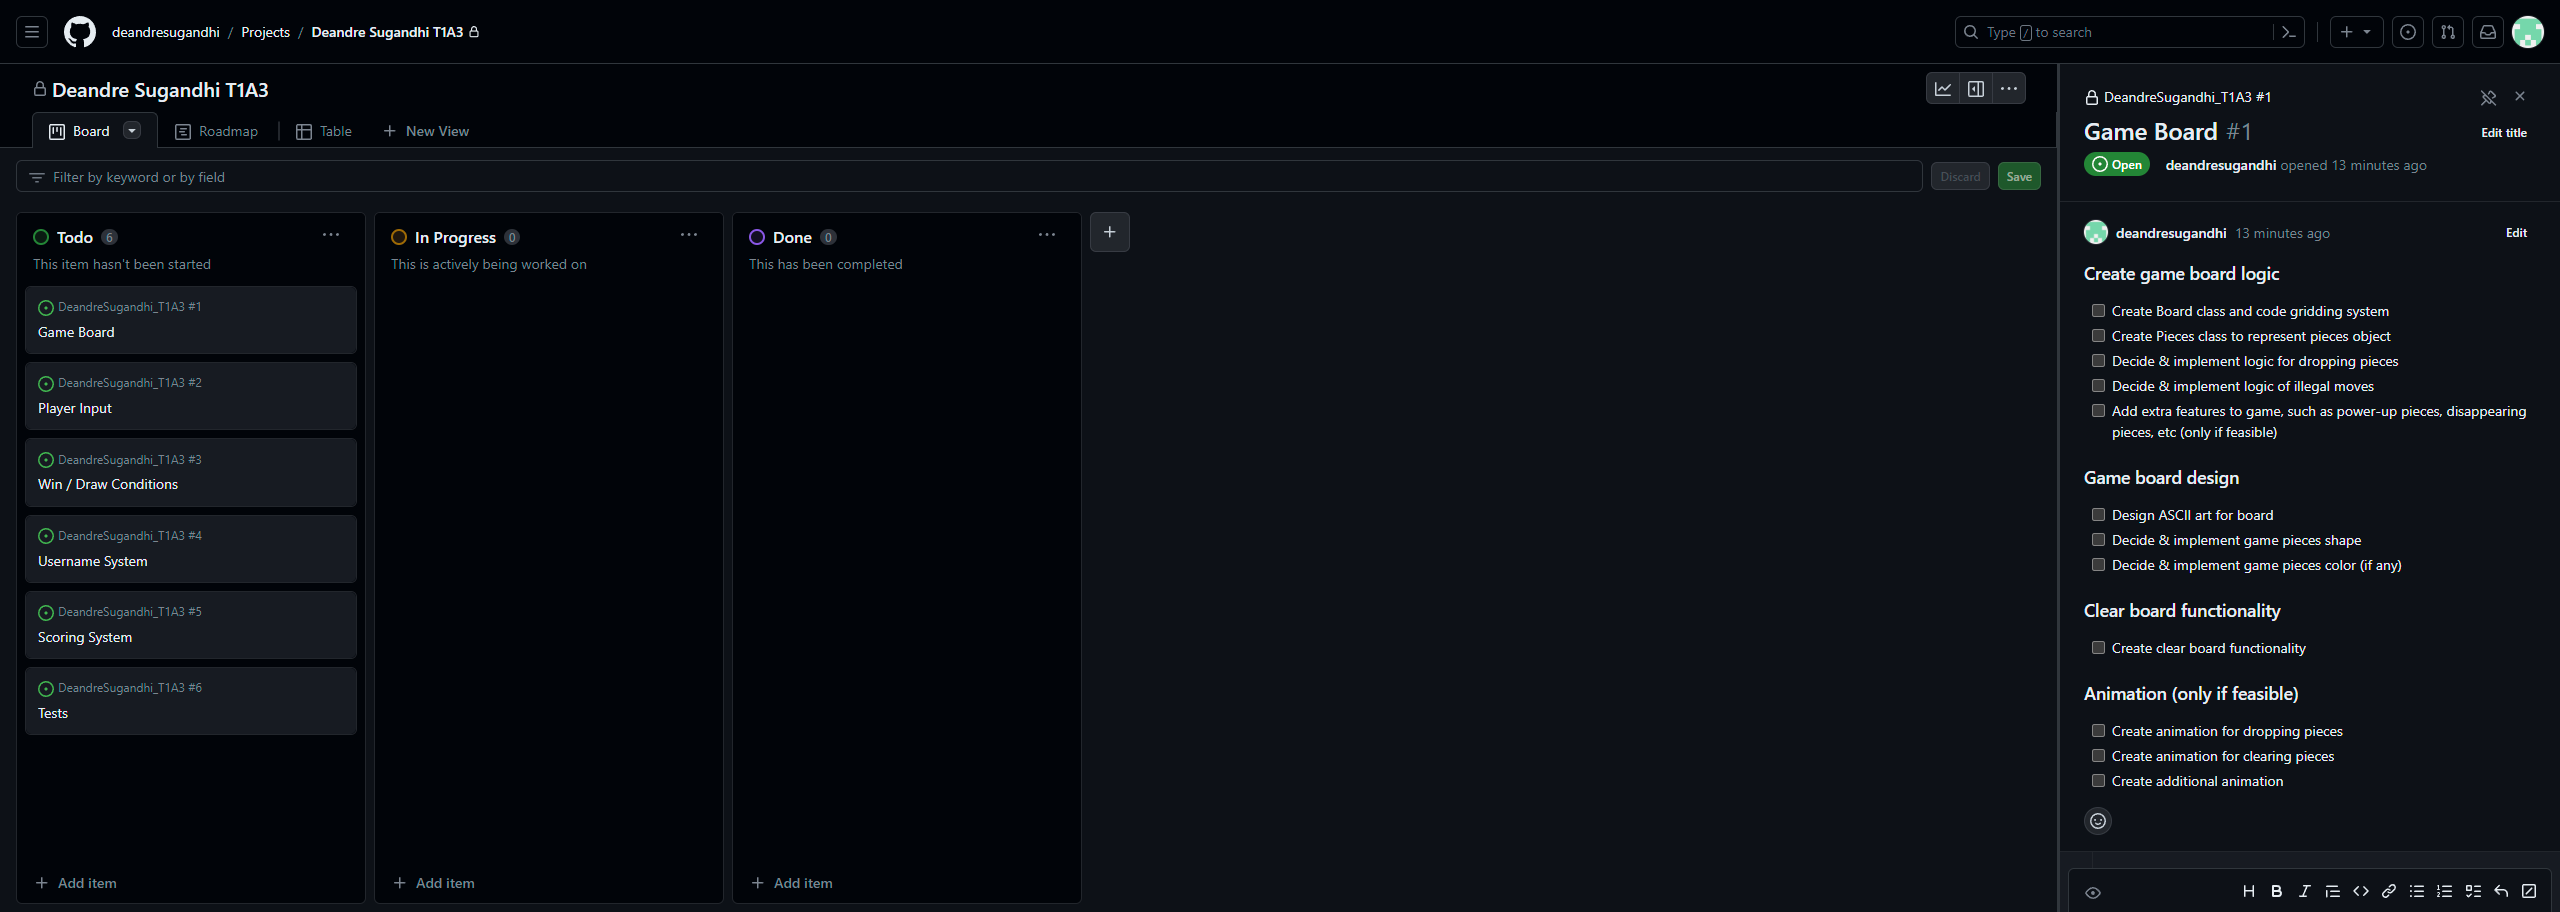 deandresugandhi / Projects / Deandre Sugandhi T1A3
Type / to search
Deandre Sugandhi T1A3
Board
Roadmap
Table
New View
Filter by keyword or by field
Discard
Save
Todo 6
This item hasn't been started
DeandreSugandhi_T1A3 #1
Game Board
DeandreSugandhi_T1A3 #2
Player Input
DeandreSugandhi_T1A3 #3
Win / Draw Conditions
DeandreSugandhi_T1A3 #4
Username System
DeandreSugandhi_T1A3 #5
Scoring System
DeandreSugandhi_T1A3 #6
Tests
Add item
In Progress 0
This is actively being worked on
Add item
Done 0
This has been completed
Add item
DeandreSugandhi_T1A3 #1
Game Board #1
Edit title
Open
deandresugandhi opened 13 minutes ago
deandresugandhi 13 minutes ago
Edit
Create game board logic
Create Board class and code gridding system
Create Pieces class to represent pieces object
Decide & implement logic for dropping pieces
Decide & implement logic of illegal moves
Add extra features to game, such as power-up pieces, disappearing
pieces, etc (only if feasible)
Game board design
Design ASCII art for board
Decide & implement game pieces shape
Decide & implement game pieces color (if any)
Clear board functionality
Create clear board functionality
Animation (only if feasible)
Create animation for dropping pieces
Create animation for clearing pieces
Create additional animation
H B I